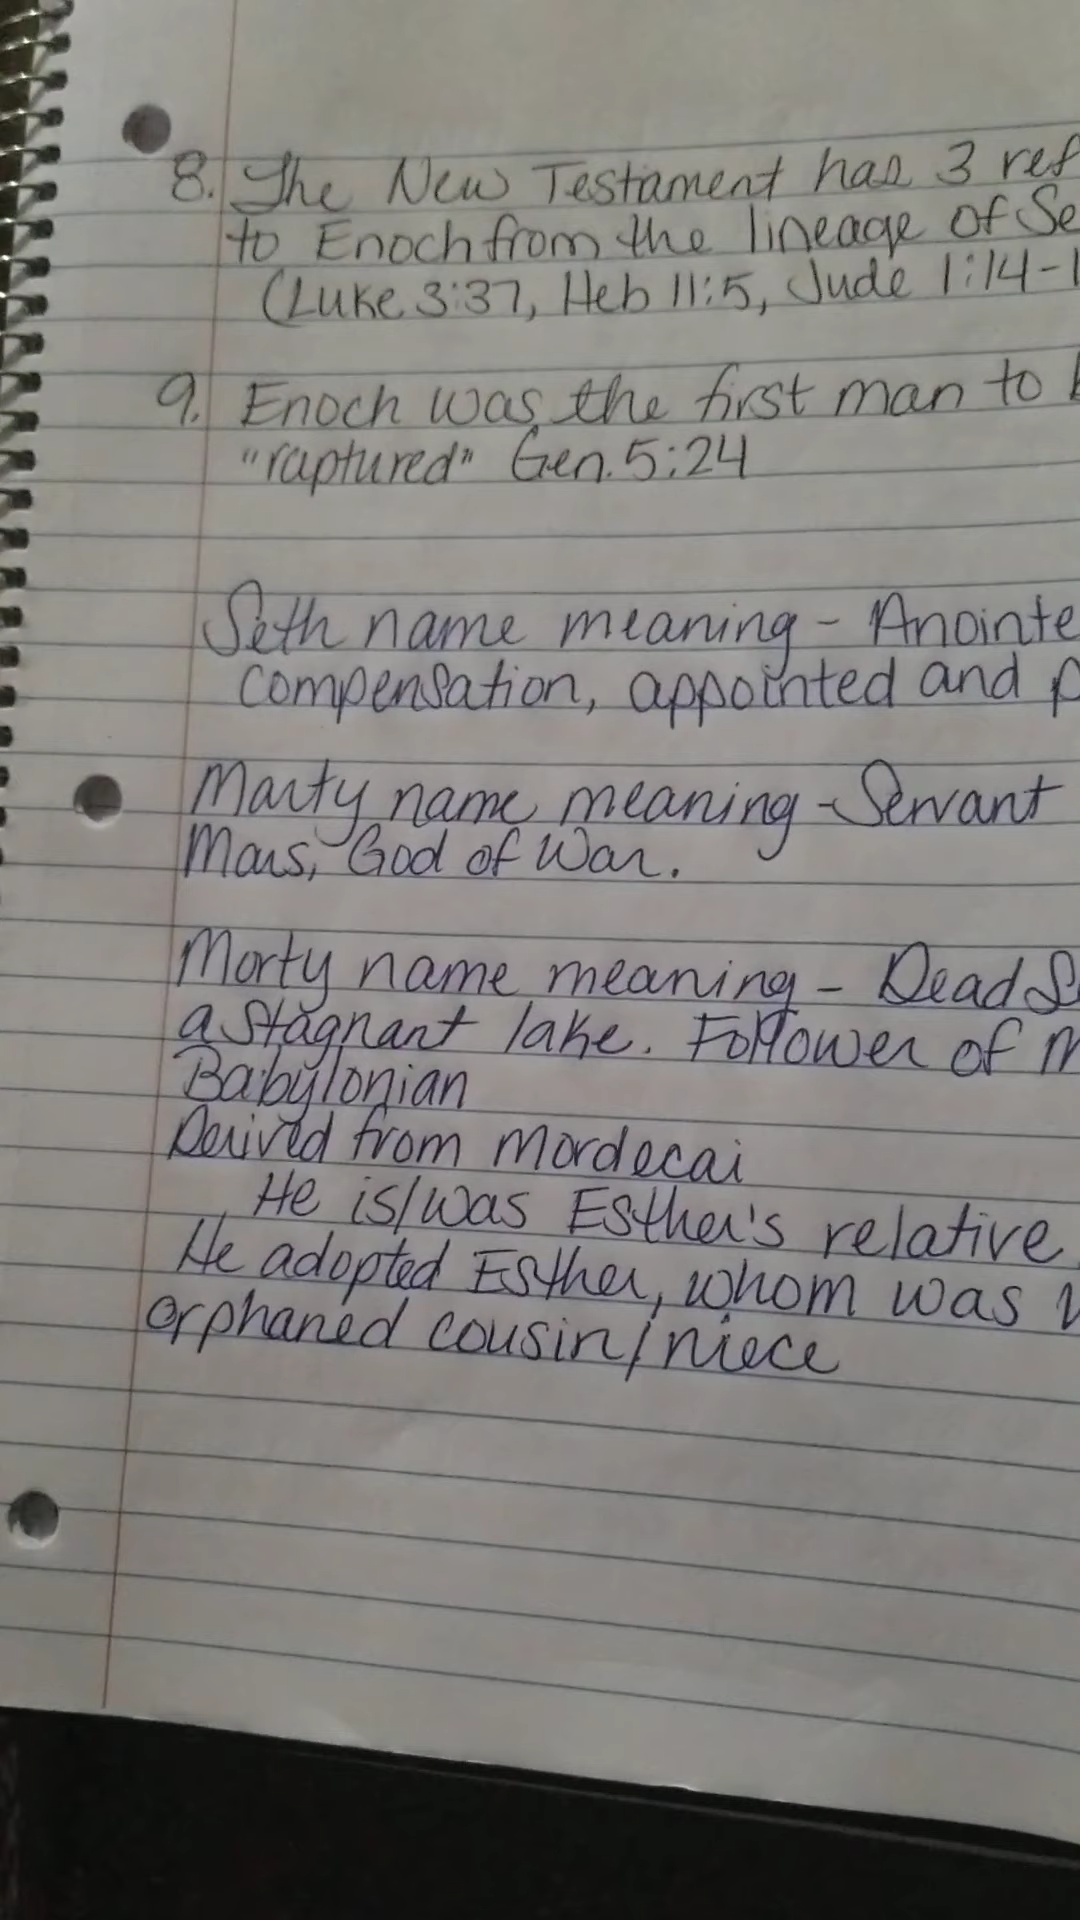 8. The New Testament has 3 ref
to Enoch from the lineage of Se
(Luke 3:37, Heb 11:5, Jude 1:14-1
9. Enoch was the first man to b
"raptured" Gen. 5:24
Seth name meaning - Anointe
compensation, appointed and p
Marty name meaning - Servant
Mars, God of War.
Morty name meaning - Dead S
a stagnant lake. Follower of M
Babylonian
Derived from Mordecai
He is/was Esther's relative,
He adopted Esther, whom was
orphaned cousin/niece